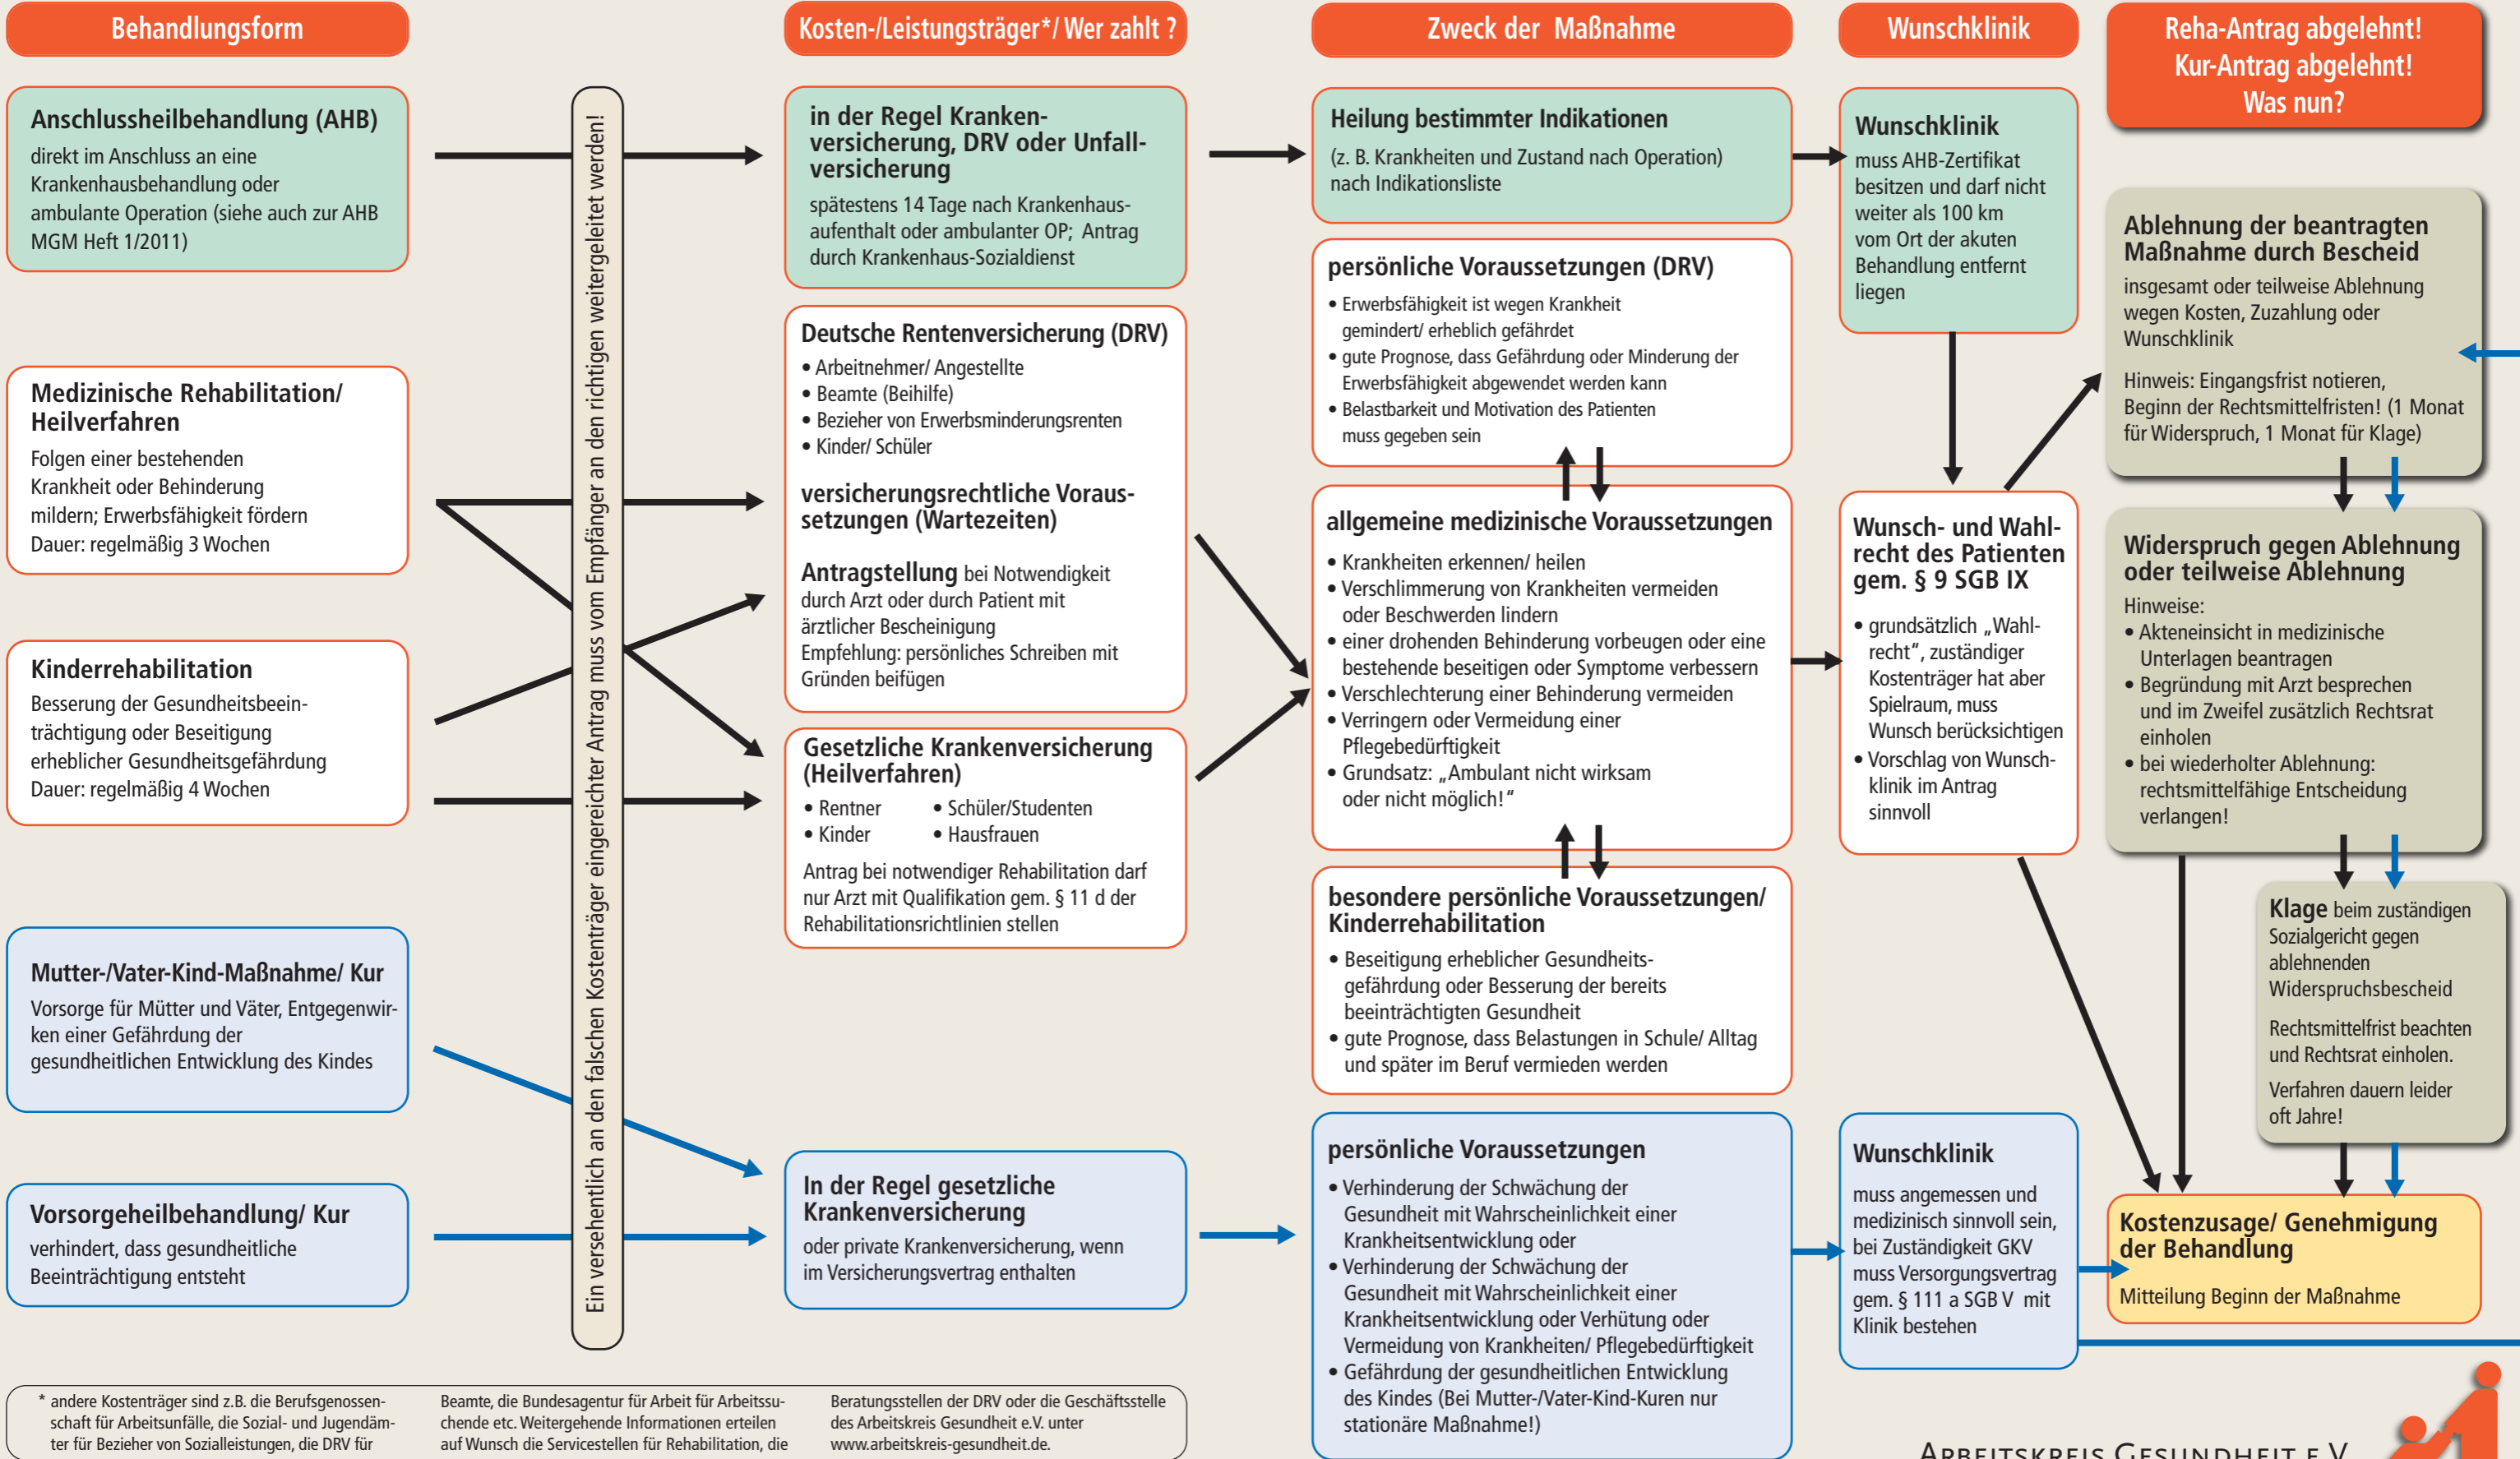 Behandlungsform
Anschlussheilbehandlung (AHB)
direkt im Anschluss an eine
Krankenhausbehandlung oder
ambulante Operation (siehe auch zur AHB
MGM Heft 1/2011)
Medizinische Rehabilitation/
Heilverfahren
Folgen einer bestehenden
Krankheit oder Behinderung
mildern; Erwerbsfähigkeit fördern
Dauer: regelmäßig 3 Wochen
Kinderrehabilitation
Besserung der Gesundheitsbeein-
trächtigung oder Beseitigung
erheblicher Gesundheitsgefährdung
Dauer: regelmäßig 4 Wochen
Mutter-/Vater-Kind-Maßnahme/ Kur
Vorsorge für Mütter und Väter, Entgegenwir-
ken einer Gefährdung der
gesundheitlichen Entwicklung des Kindes
Vorsorgeheilbehandlung/ Kur
verhindert, dass gesundheitliche
Beeinträchtigung entsteht
Ein versehentlich an den falschen Kostenträger eingereichter Antrag muss vom Empfänger an den richtigen weitergeleitet werden!
Kosten-/Leistungsträger*/ Wer zahlt ?
in der Regel Kranken-
versicherung, DRV oder Unfall-
versicherung
spätestens 14 Tage nach Krankenhaus-
aufenthalt oder ambulanter OP; Antrag
durch Krankenhaus-Sozialdienst
Deutsche Rentenversicherung (DRV)
• Arbeitnehmer/ Angestellte
• Beamte (Beihilfe)
• Bezieher von Erwerbsminderungsrenten
• Kinder/ Schüler
versicherungsrechtliche Voraus-
setzungen (Wartezeiten)
Antragstellung bei Notwendigkeit
durch Arzt oder durch Patient mit
ärztlicher Bescheinigung
Empfehlung: persönliches Schreiben mit
Gründen beifügen
Gesetzliche Krankenversicherung
(Heilverfahren)
• Rentner • Schüler/Studenten
• Kinder • Hausfrauen
Antrag bei notwendiger Rehabilitation darf
nur Arzt mit Qualifikation gem. § 11 d der
Rehabilitationsrichtlinien stellen
In der Regel gesetzliche
Krankenversicherung
oder private Krankenversicherung, wenn
im Versicherungsvertrag enthalten
Zweck der Maßnahme
Heilung bestimmter Indikationen
(z. B. Krankheiten und Zustand nach Operation)
nach Indikationsliste
persönliche Voraussetzungen (DRV)
• Erwerbsfähigkeit ist wegen Krankheit
gemindert/ erheblich gefährdet
• gute Prognose, dass Gefährdung oder Minderung der
Erwerbsfähigkeit abgewendet werden kann
• Belastbarkeit und Motivation des Patienten
muss gegeben sein
allgemeine medizinische Voraussetzungen
• Krankheiten erkennen/ heilen
• Verschlimmerung von Krankheiten vermeiden
oder Beschwerden lindern
• einer drohenden Behinderung vorbeugen oder eine
bestehende beseitigen oder Symptome verbessern
• Verschlechterung einer Behinderung vermeiden
• Verringern oder Vermeidung einer
Pflegebedürftigkeit
• Grundsatz: „Ambulant nicht wirksam
oder nicht möglich!“
besondere persönliche Voraussetzungen/
Kinderrehabilitation
• Beseitigung erheblicher Gesundheits-
gefährdung oder Besserung der bereits
beeinträchtigten Gesundheit
• gute Prognose, dass Belastungen in Schule/ Alltag
und später im Beruf vermieden werden
persönliche Voraussetzungen
• Verhinderung der Schwächung der
Gesundheit mit Wahrscheinlichkeit einer
Krankheitsentwicklung oder
• Verhinderung der Schwächung der
Gesundheit mit Wahrscheinlichkeit einer
Krankheitsentwicklung oder Verhütung oder
Vermeidung von Krankheiten/ Pflegebedürftigkeit
• Gefährdung der gesundheitlichen Entwicklung
des Kindes (Bei Mutter-/Vater-Kind-Kuren nur
stationäre Maßnahme!)
Wunschklinik
Wunschklinik
muss AHB-Zertifikat
besitzen und darf nicht
weiter als 100 km
vom Ort der akuten
Behandlung entfernt
liegen
Wunsch- und Wahl-
recht des Patienten
gem. § 9 SGB IX
• grundsätzlich „Wahl-
recht“, zuständiger
Kostenträger hat aber
Spielraum, muss
Wunsch berücksichtigen
• Vorschlag von Wunsch-
klinik im Antrag
sinnvoll
Wunschklinik
muss angemessen und
medizinisch sinnvoll sein,
bei Zuständigkeit GKV
muss Versorgungsvertrag
gem. § 111 a SGB V mit
Klinik bestehen
Reha-Antrag abgelehnt!
Kur-Antrag abgelehnt!
Was nun?
Ablehnung der beantragten
Maßnahme durch Bescheid
insgesamt oder teilweise Ablehnung
wegen Kosten, Zuzahlung oder
Wunschklinik
Hinweis: Eingangsfrist notieren,
Beginn der Rechtsmittelfristen! (1 Monat
für Widerspruch, 1 Monat für Klage)
Widerspruch gegen Ablehnung
oder teilweise Ablehnung
Hinweise:
• Akteneinsicht in medizinische
Unterlagen beantragen
• Begründung mit Arzt besprechen
und im Zweifel zusätzlich Rechtsrat
einholen
• bei wiederholter Ablehnung:
rechtsmittelfähige Entscheidung
verlangen!
Klage beim zuständigen
Sozialgericht gegen
ablehnenden
Widerspruchsbescheid
Rechtsmittelfrist beachten
und Rechtsrat einholen.
Verfahren dauern leider
oft Jahre!
Kostenzusage/ Genehmigung
der Behandlung
Mitteilung Beginn der Maßnahme
* andere Kostenträger sind z.B. die Berufsgenossen-
schaft für Arbeitsunfälle, die Sozial- und Jugendäm-
ter für Bezieher von Sozialleistungen, die DRV für
Beamte, die Bundesagentur für Arbeit für Arbeitssu-
chende etc. Weitergehende Informationen erteilen
auf Wunsch die Servicestellen für Rehabilitation, die
Beratungsstellen der DRV oder die Geschäftsstelle
des Arbeitskreis Gesundheit e.V. unter
www.arbeitskreis-gesundheit.de.
ARBEITSKREIS GESUNDHEIT E.V.